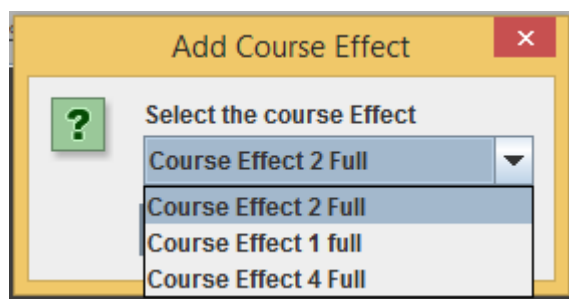 Add Course Effect
Select the course Effect
Course Effect 2 Full
Course Effect 2 Full
Course Effect 1 full
Course Effect 4 Full